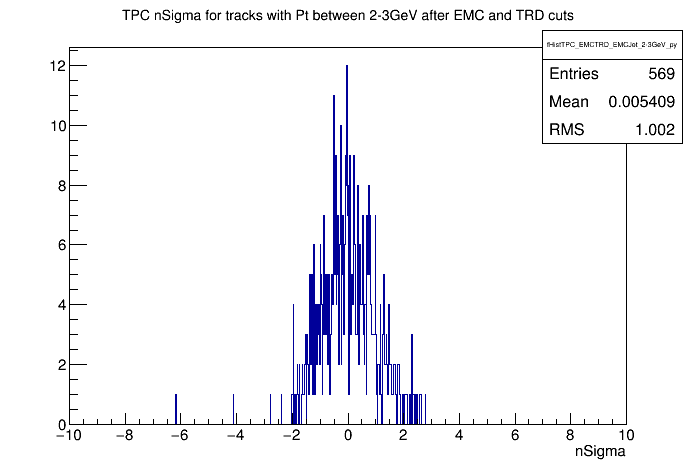 TPC nSigma for tracks with Pt between 2-3GeV after EMC and TRD cuts
fHistTPC_EMCTRD_EMCJet_2-3GeV_py
Entries 569
Mean 0.005409
RMS 1.002
12
10
8
6
4
2
0
−10 −8 −6 −4 −2 0 2 4 6 8 10
nSigma